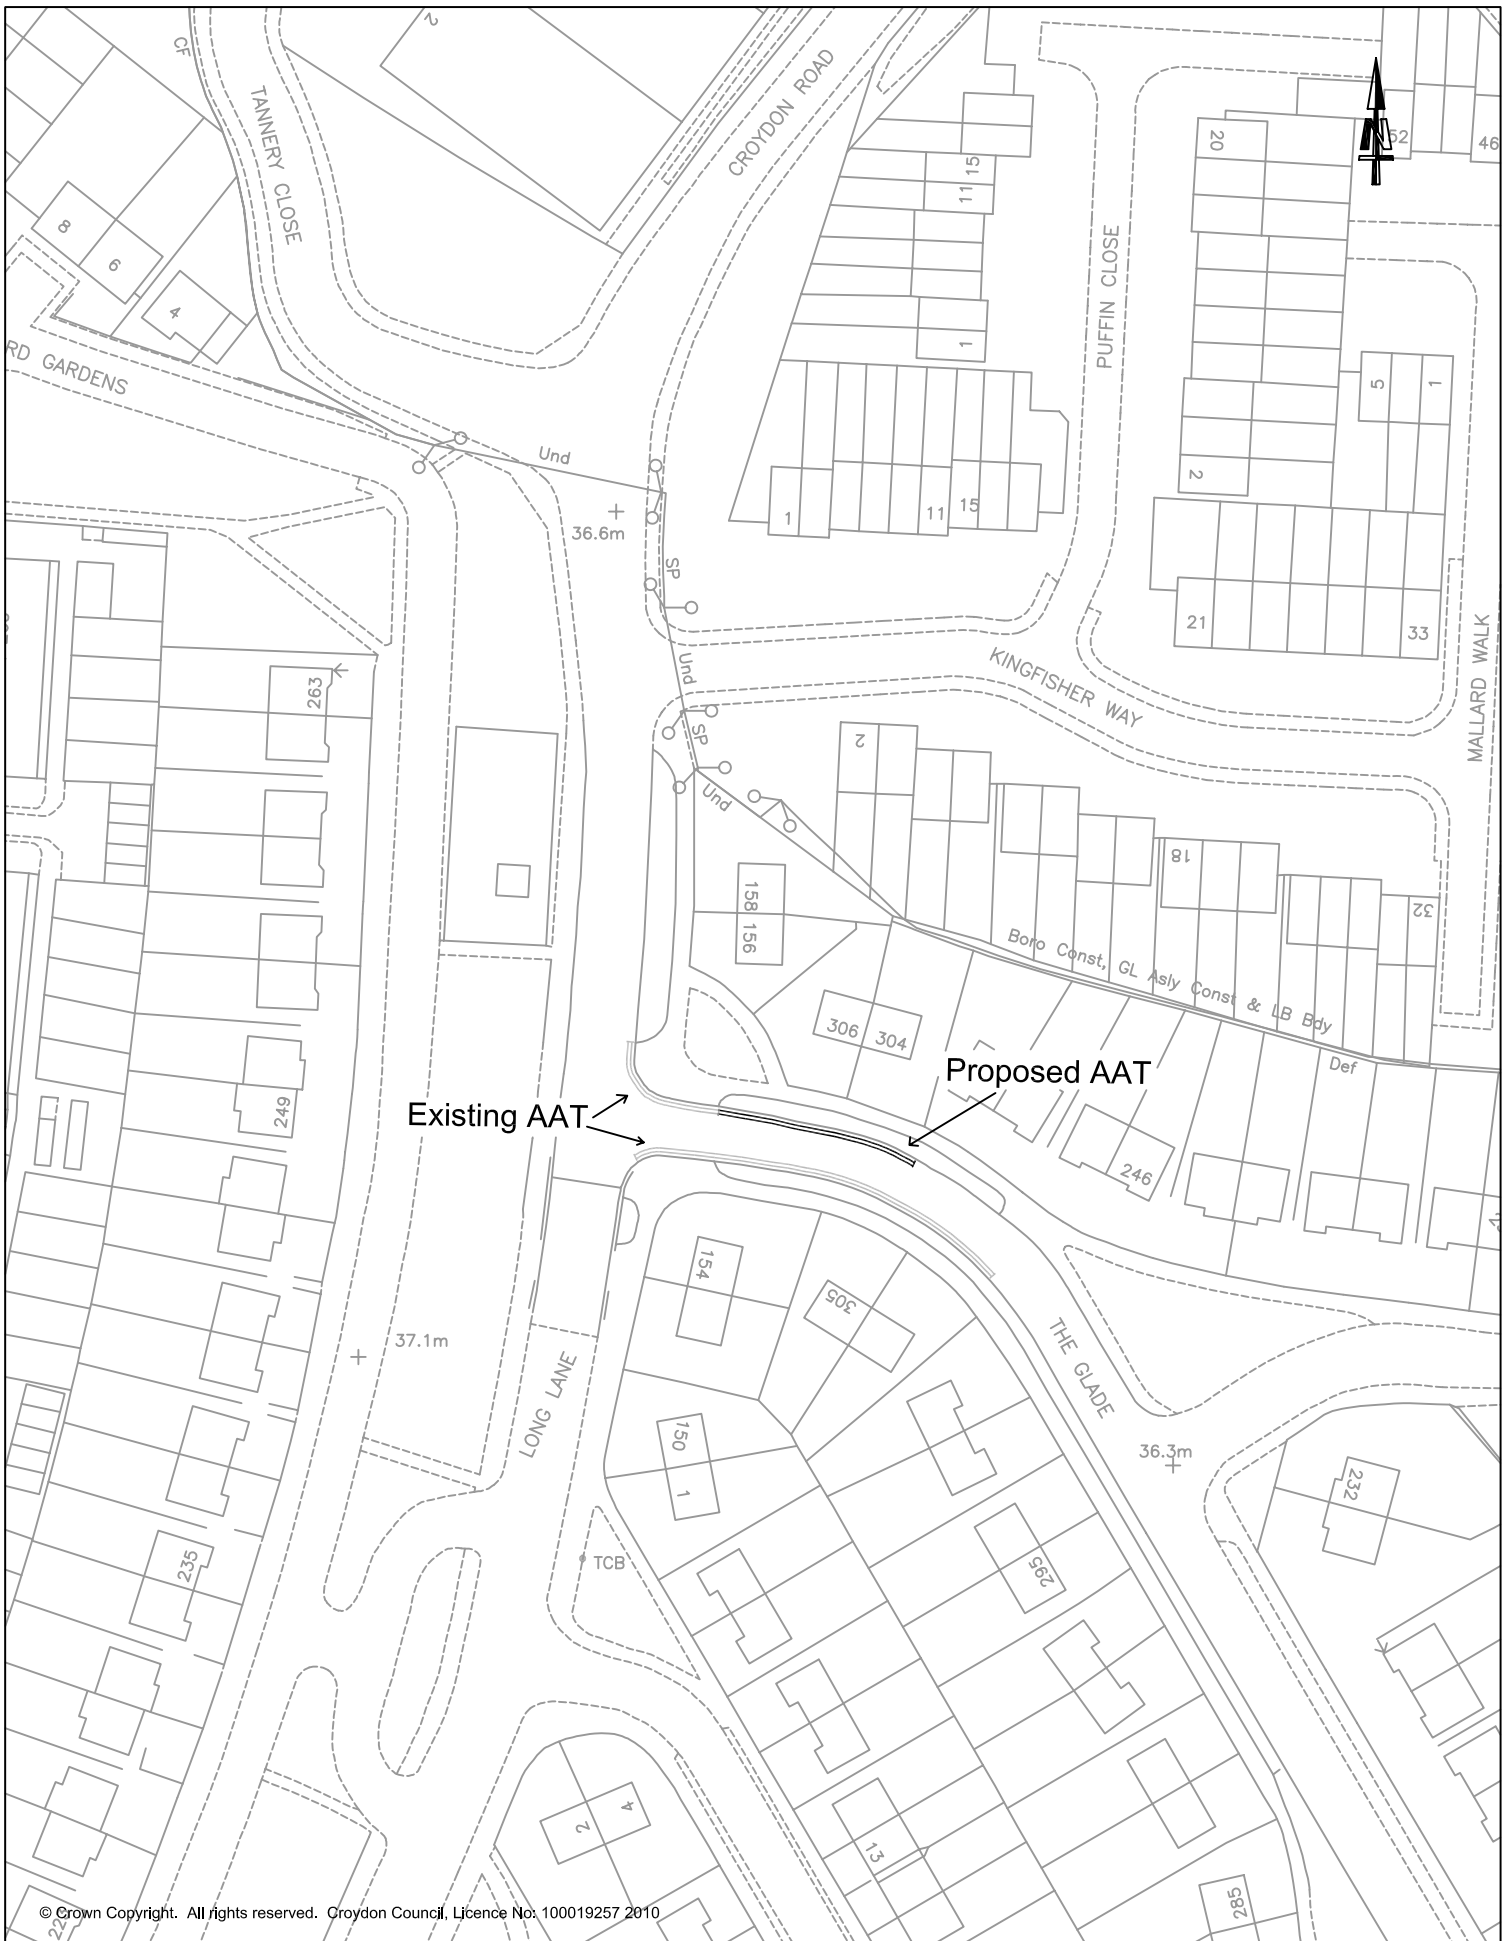 2
CF
TANNERY CLOSE
CROYDON ROAD
N
52
46
20
15
11
8
6
4
PUFFIN CLOSE
1
RD GARDENS
5
1
Und
2
1
11
15
36.6m
SP
21
33
MALLARD WALK
Und
KINGFISHER WAY
263
SP
2
Und
18
158
156
32
Boro Const, GL Asly Const & LB Bdy
306
304
Def
Proposed AAT
Existing AAT
249
246
154
305
37.1m
THE GLADE
LONG LANE
150
1
36.3m
232
235
TCB
295
4
2
13
285
© Crown Copyright. All rights reserved. Croydon Council, Licence No: 100019257 2010